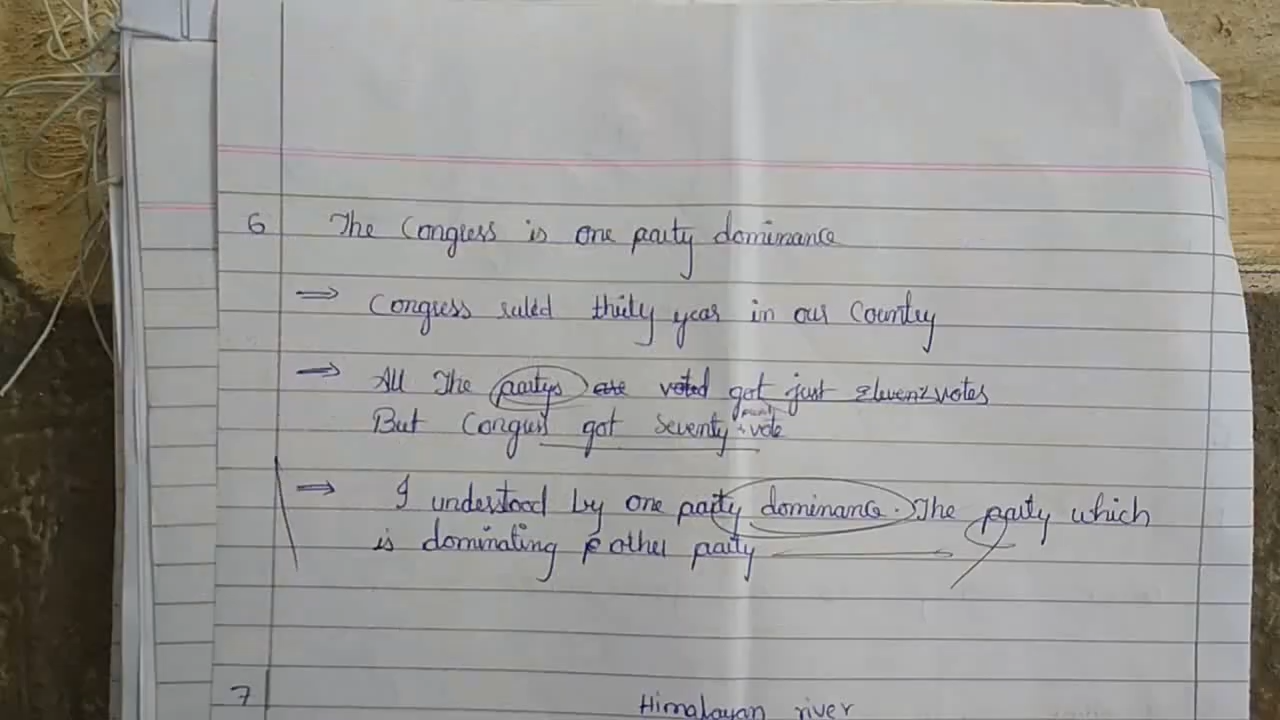 6 The Congress is one party dominance
⇒ Congress ruled thirty year in our Country
⇒ All The partys are voted got just Eleven votes
But Congress got seventy vote
⇒ I understood by one party dominance. The party which
is dominating other party
7 Himalayan river